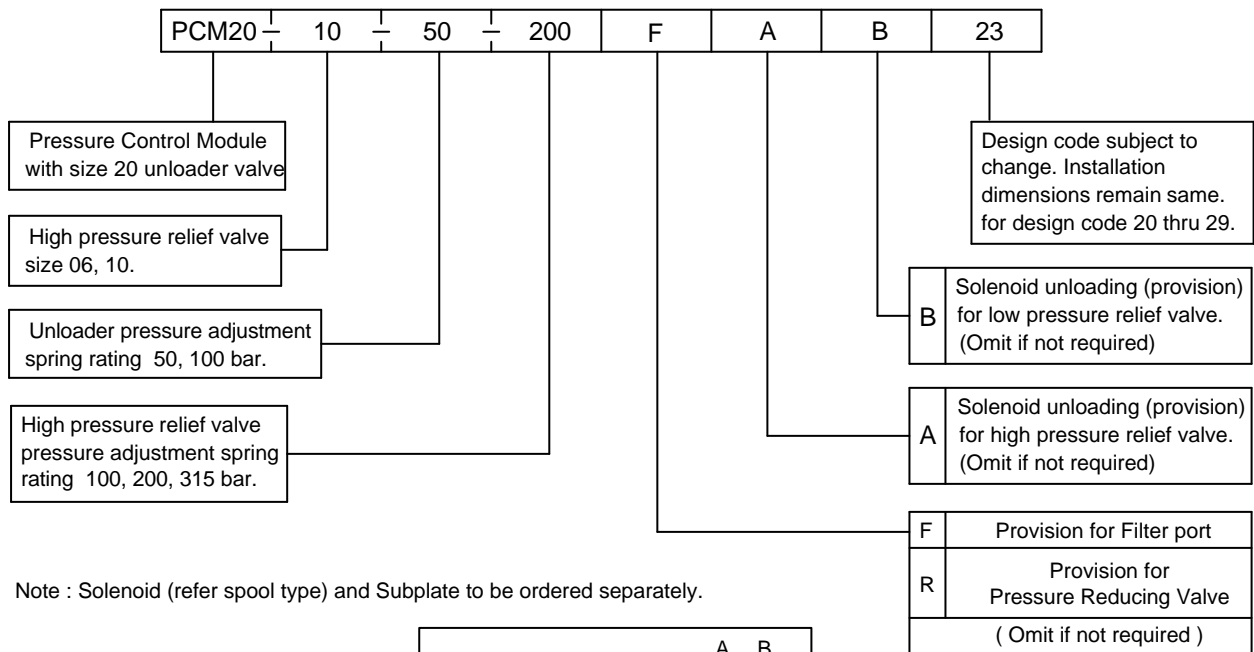 PCM20 – 10 – 50 – 200 F A B 23
Pressure Control Module
with size 20 unloader valve
High pressure relief valve
size 06, 10.
Unloader pressure adjustment
spring rating 50, 100 bar.
High pressure relief valve
pressure adjustment spring
rating 100, 200, 315 bar.
Design code subject to
change. Installation
dimensions remain same.
for design code 20 thru 29.
B
Solenoid unloading (provision)
for low pressure relief valve.
(Omit if not required)
A
Solenoid unloading (provision)
for high pressure relief valve.
(Omit if not required)
F Provision for Filter port
R
Provision for
Pressure Reducing Valve
( Omit if not required )
Note : Solenoid (refer spool type) and Subplate to be ordered separately.
A B